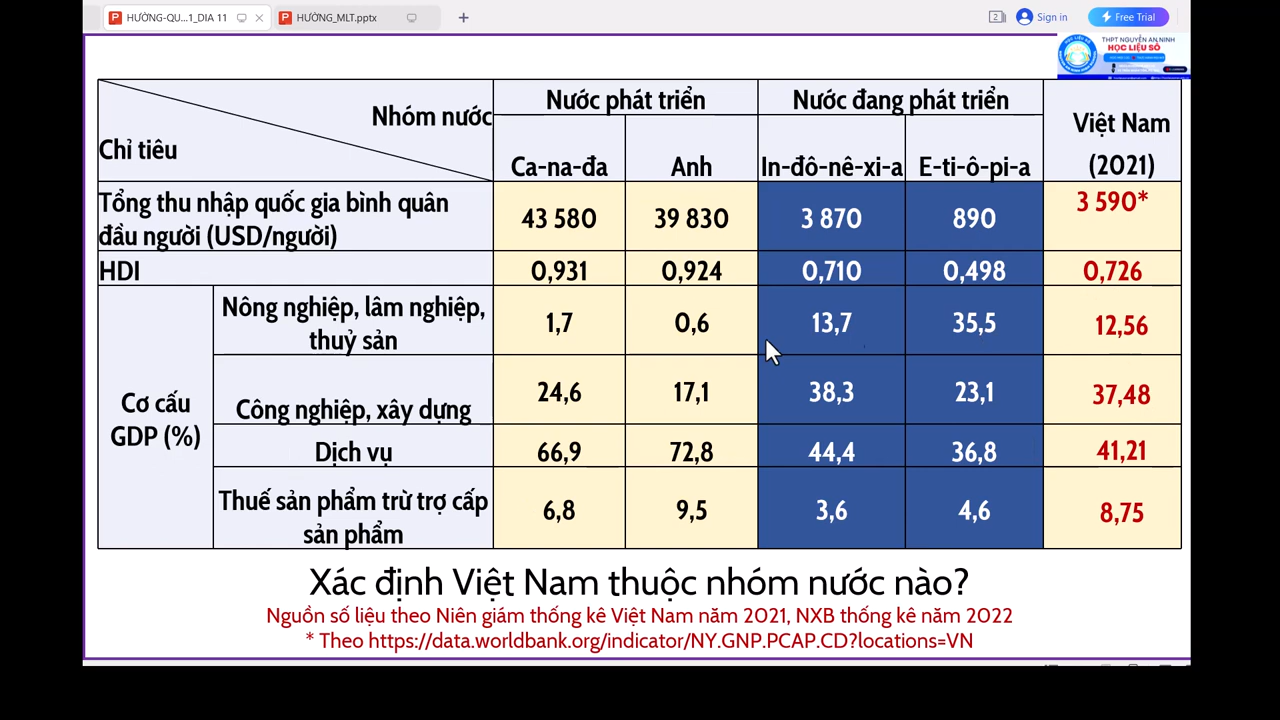 HƯỜNG-QU...1_DIA 11
HƯỜNG_MLT.pptx
2
Sign in
Free Trial
THPT NGUYỄN AN NINH
HỌC LIỆU SỐ
Nhóm nước
Chỉ tiêu
Nước phát triển
Nước đang phát triển
Việt Nam
(2021)
Ca-na-đa
Anh
In-đô-nê-xi-a
E-ti-ô-pi-a
Tổng thu nhập quốc gia bình quân
đầu người (USD/người)
43 580
39 830
3 870
890
3 590*
HDI
0,931
0,924
0,710
0,498
0,726
Cơ cấu
GDP (%)
Nông nghiệp, lâm nghiệp,
thuỷ sản
1,7
0,6
13,7
35,5
12,56
Công nghiệp, xây dựng
24,6
17,1
38,3
23,1
37,48
Dịch vụ
66,9
72,8
44,4
36,8
41,21
Thuế sản phẩm trừ trợ cấp
sản phẩm
6,8
9,5
3,6
4,6
8,75
Xác định Việt Nam thuộc nhóm nước nào?
Nguồn số liệu theo Niên giám thống kê Việt Nam năm 2021, NXB thống kê năm 2022
* Theo https://data.worldbank.org/indicator/NY.GNP.PCAP.CD?locations=VN